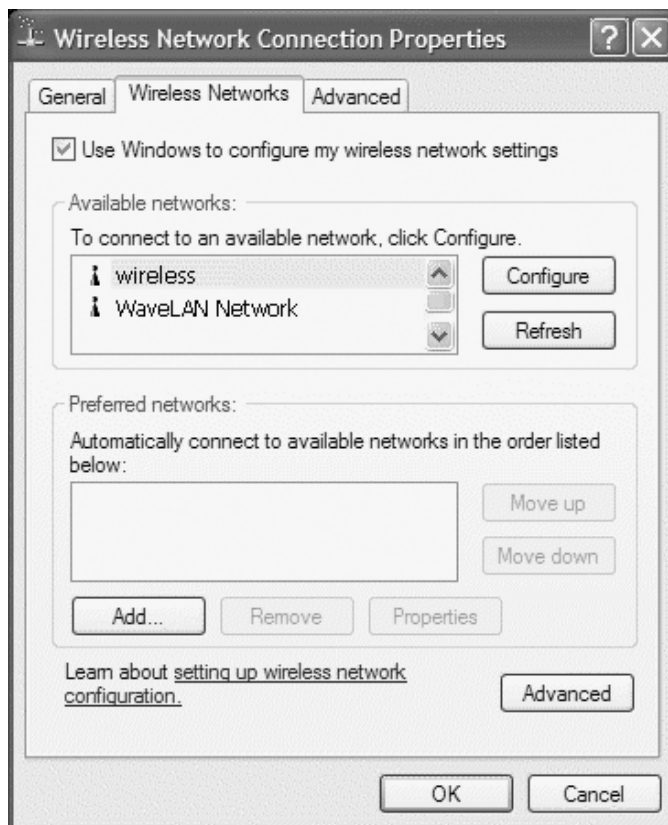 Wireless Network Connection Properties
General Wireless Networks Advanced
Use Windows to configure my wireless network settings
Available networks:
To connect to an available network, click Configure.
wireless
WaveLAN Network
Configure
Refresh
Preferred networks:
Automatically connect to available networks in the order listed
below:
Move up
Move down
Add... Remove Properties
Learn about setting up wireless network
configuration.
Advanced
OK Cancel